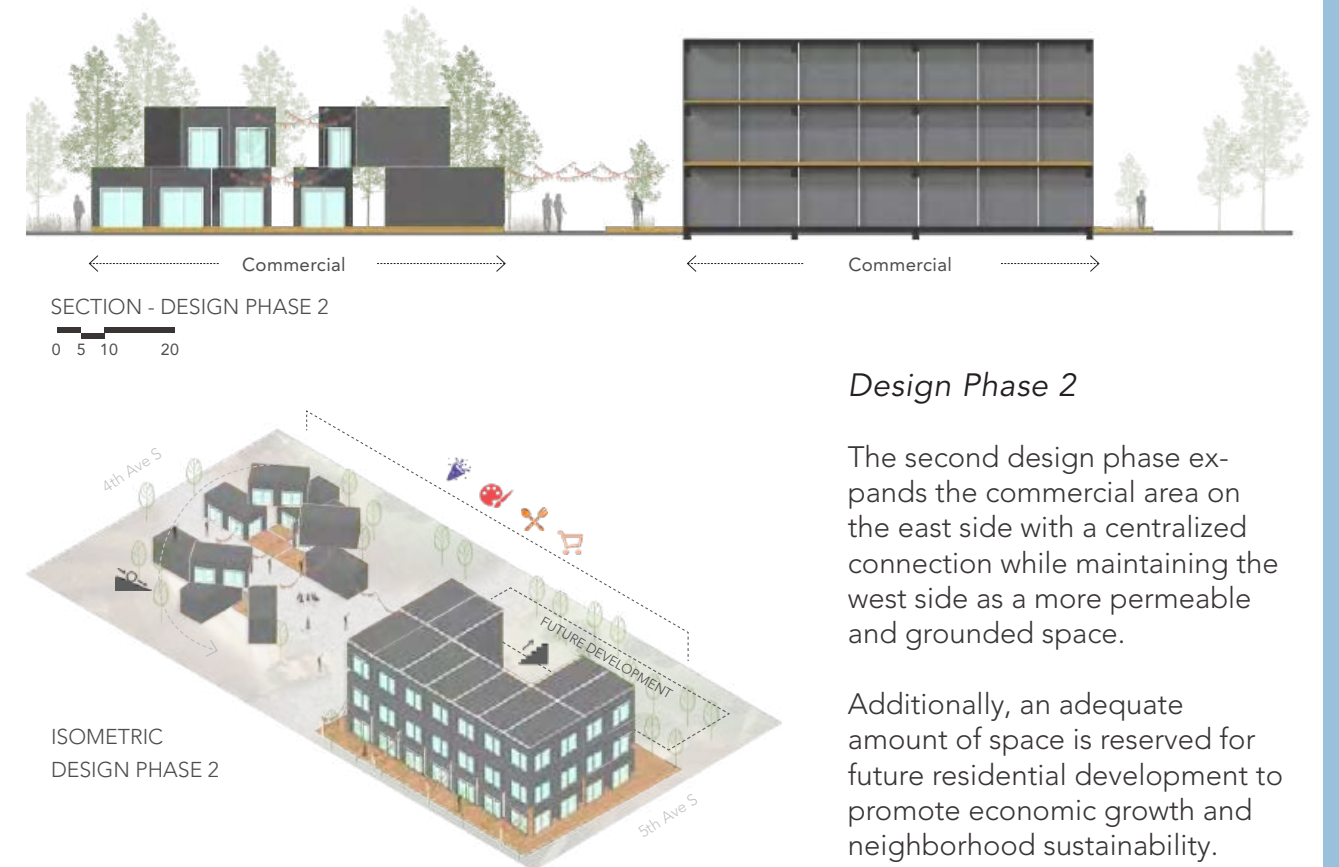 Commercial
Commercial
SECTION - DESIGN PHASE 2
0 5 10 20
Design Phase 2
The second design phase ex-
pands the commercial area on
the east side with a centralized
connection while maintaining the
west side as a more permeable
and grounded space.
Additionally, an adequate
amount of space is reserved for
future residential development to
promote economic growth and
neighborhood sustainability.
4th Ave S
FUTURE DEVELOPMENT
5th Ave S
ISOMETRIC
DESIGN PHASE 2